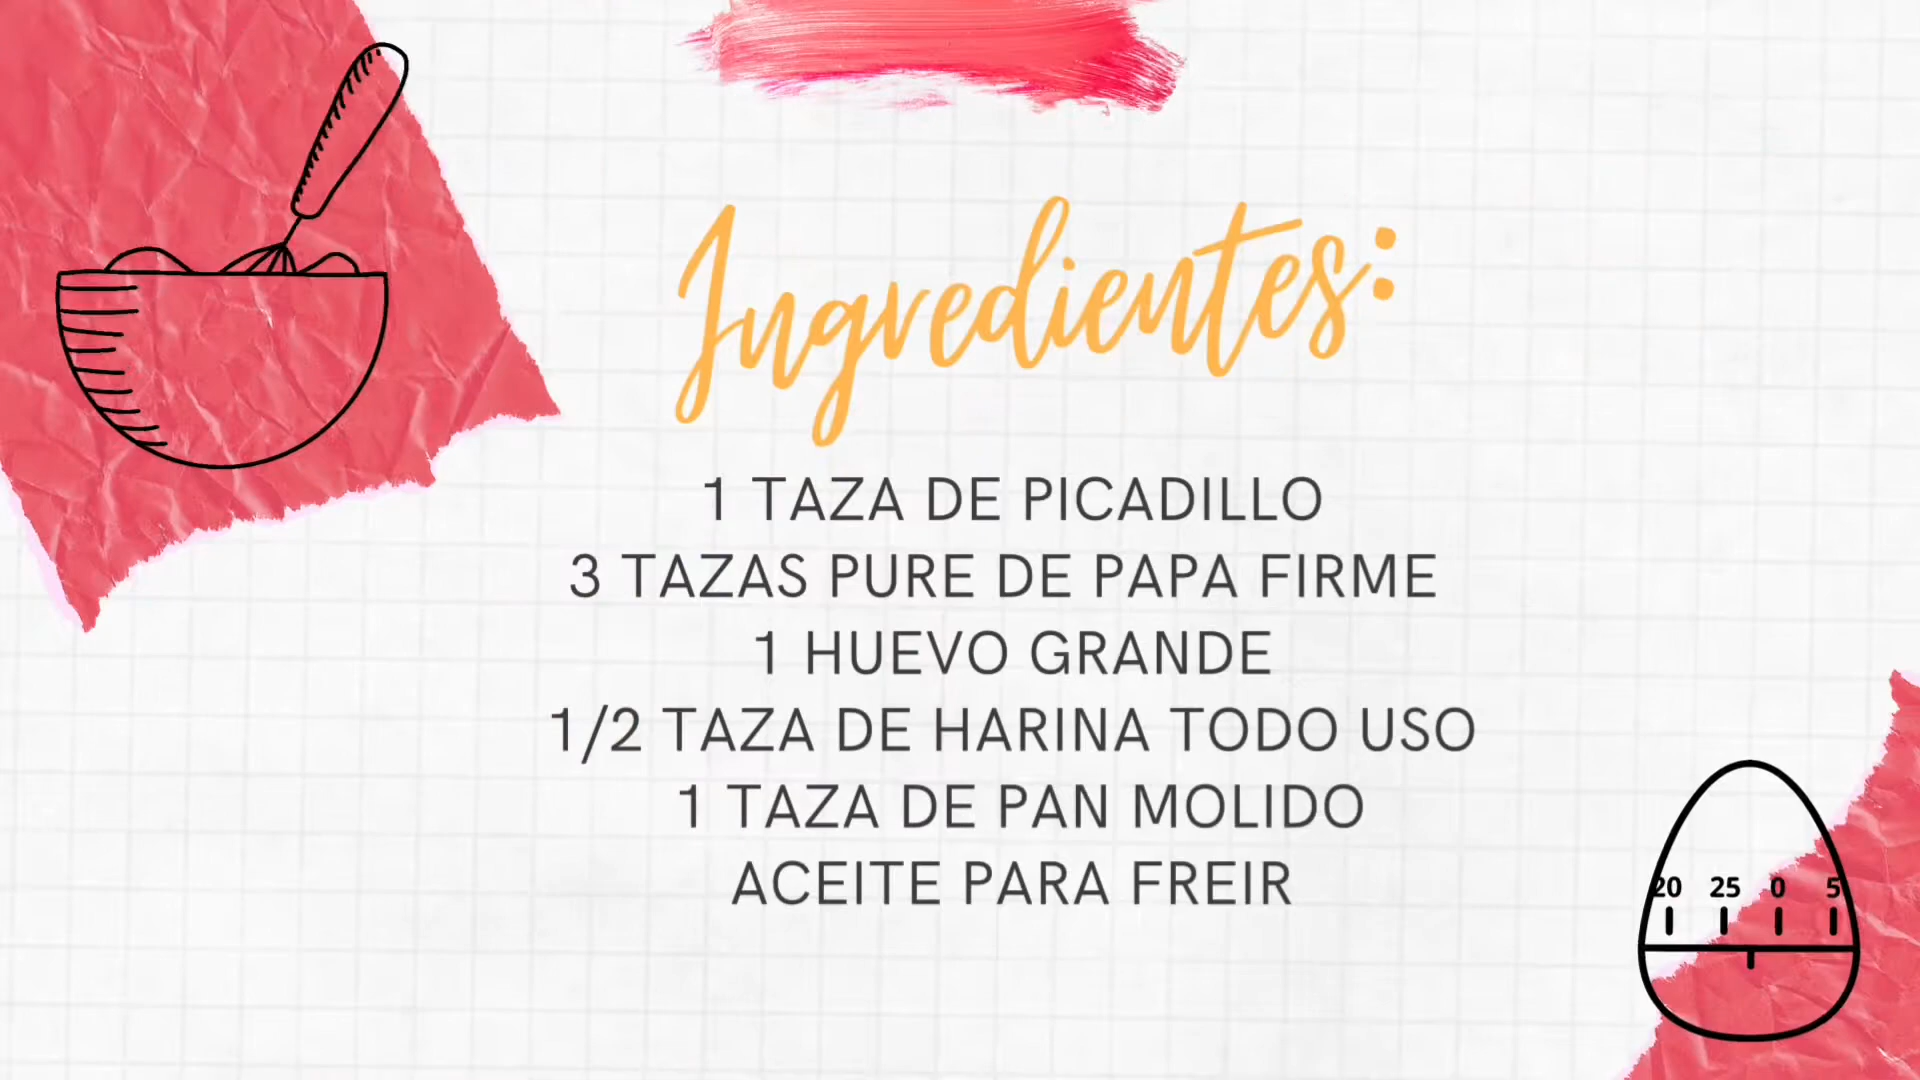 Ingredientes:
1 TAZA DE PICADILLO
3 TAZAS PURE DE PAPA FIRME
1 HUEVO GRANDE
1/2 TAZA DE HARINA TODO USO
1 TAZA DE PAN MOLIDO
ACEITE PARA FREIR
20 25 0 5